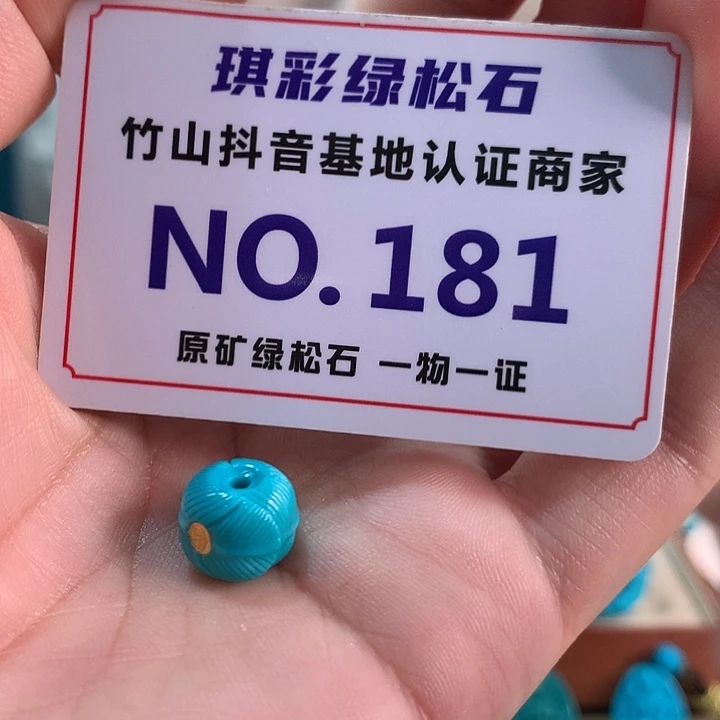 琪彩绿松石
竹山抖音基地认证商家
NO.181
原矿绿松石 一物一证